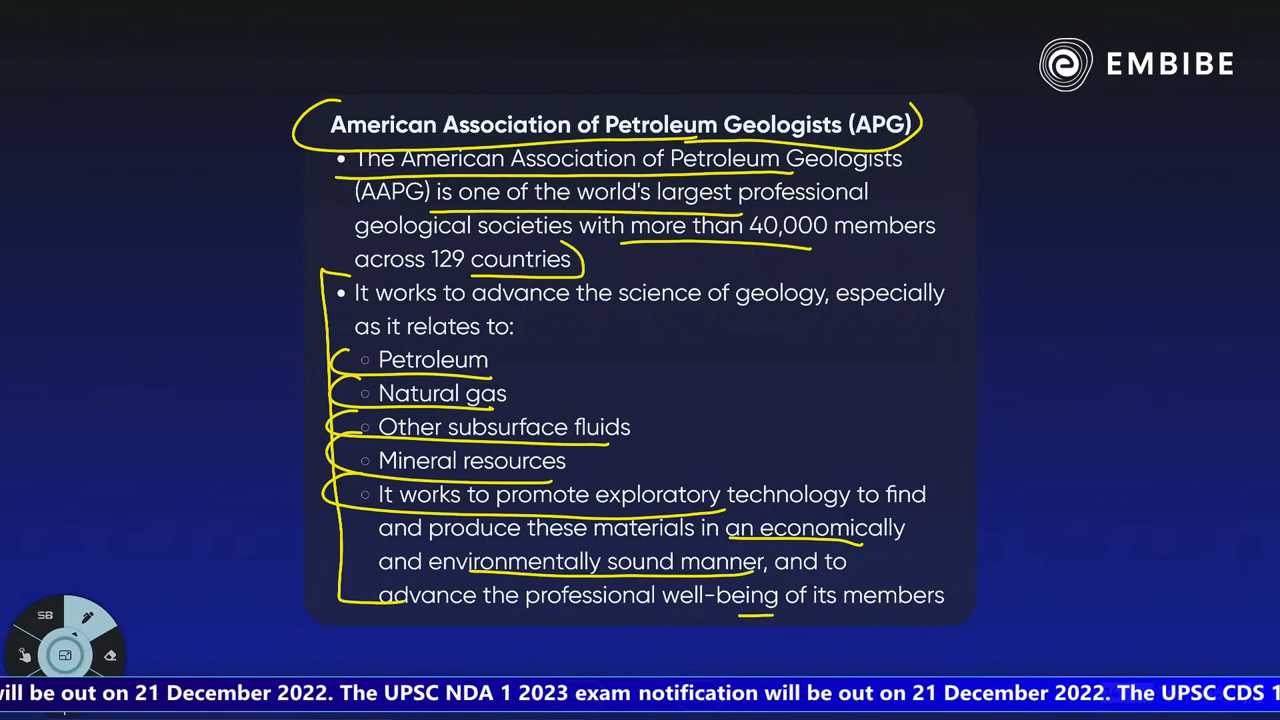 EMBIBE
American Association of Petroleum Geologists (APG)
• The American Association of Petroleum Geologists
(AAPG) is one of the world's largest professional
geological societies with more than 40,000 members
across 129 countries
• It works to advance the science of geology, especially
as it relates to:
○ Petroleum
○ Natural gas
○ Other subsurface fluids
○ Mineral resources
○ It works to promote exploratory technology to find
and produce these materials in an economically
and environmentally sound manner, and to
advance the professional well-being of its members
SB
will be out on 21 December 2022. The UPSC NDA 1 2023 exam notification will be out on 21 December 2022. The UPSC CDS 1